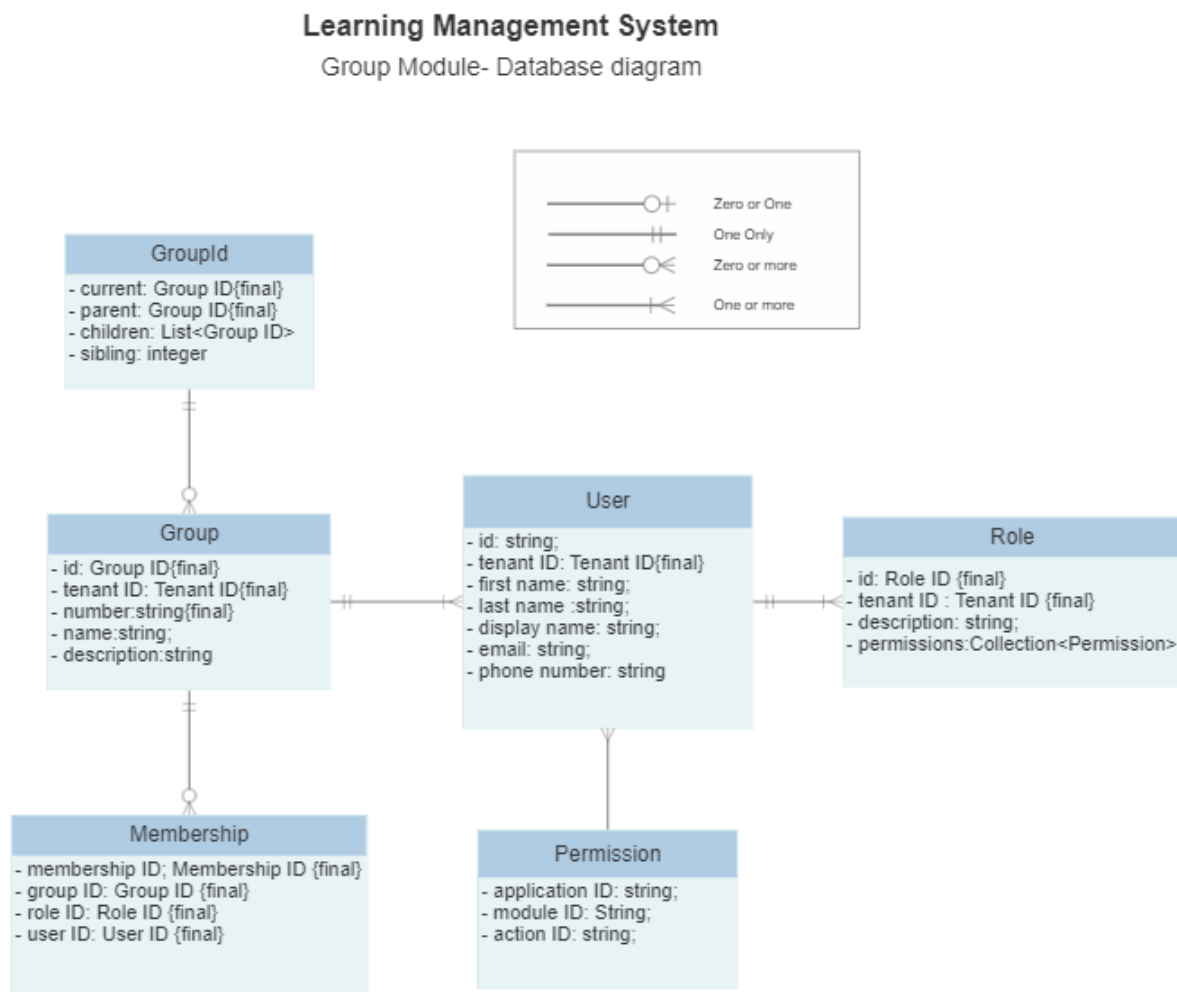 Learning Management System
Group Module- Database diagram
Zero or One
One Only
Zero or more
One or more
GroupId
- current: Group ID{final}
- parent: Group ID{final}
- children: List<Group ID>
- sibling: integer
Group
- id: Group ID{final}
- tenant ID: Tenant ID{final}
- number:string{final}
- name:string;
- description:string
User
- id: string;
- tenant ID: Tenant ID{final}
- first name: string;
- last name :string;
- display name: string;
- email: string;
- phone number: string
Role
- id: Role ID {final}
- tenant ID : Tenant ID {final}
- description: string;
- permissions:Collection<Permission>
Membership
- membership ID; Membership ID {final}
- group ID: Group ID {final}
- role ID: Role ID {final}
- user ID: User ID {final}
Permission
- application ID: string;
- module ID: String;
- action ID: string;